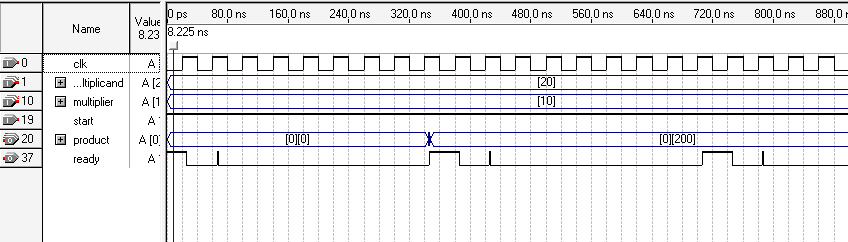 Name Value 8.23 0 ps 80.0 ns 160.0 ns 240.0 ns 320.0 ns 400.0 ns 480.0 ns 560.0 ns 640.0 ns 720.0 ns 800.0 ns 880.0
8.225 ns
0 clk A
1 ...ltiplicand A [2 [20]
10 multiplier A [1 [10]
19 start A
20 product A [0] [0][0] [0][200]
37 ready A